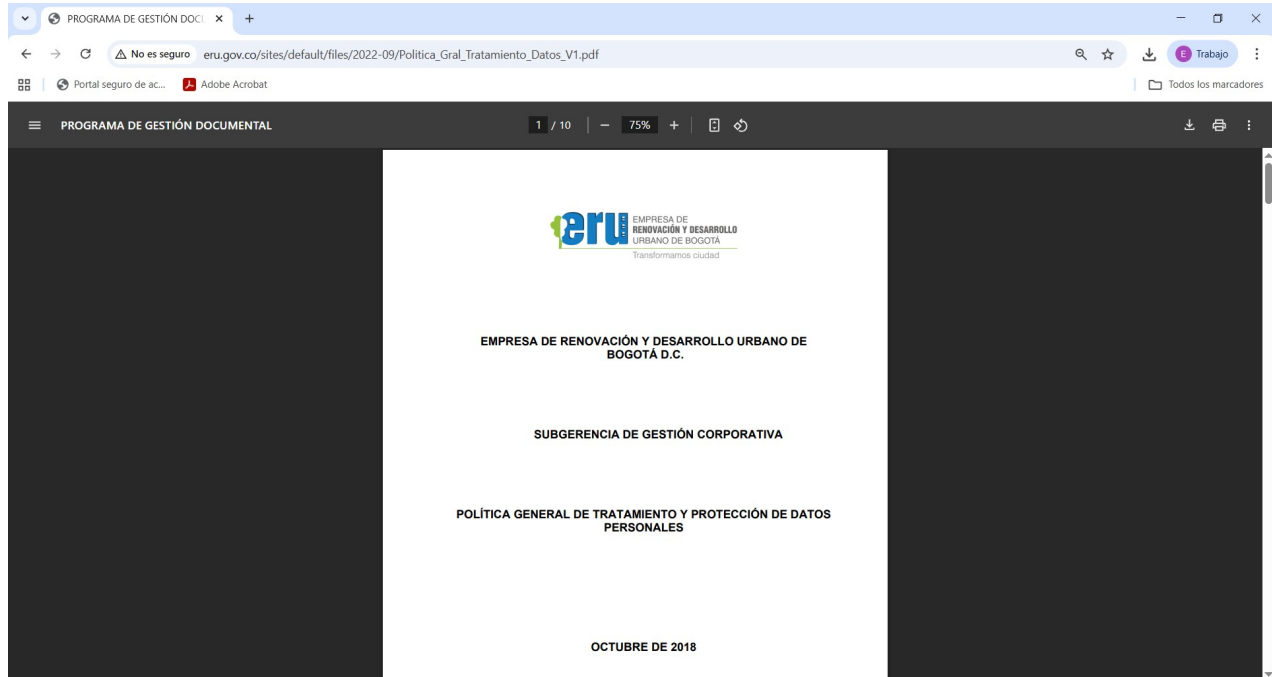 PROGRAMA DE GESTIÓN DOC
No es seguro
eru.gov.co/sites/default/files/2022-09/Politica_Gral_Tratamiento_Datos_V1.pdf
E
Trabajo
Portal seguro de ac...
Adobe Acrobat
Todos los marcadores
PROGRAMA DE GESTIÓN DOCUMENTAL
1 / 10
75%
eru
EMPRESA DE
RENOVACIÓN Y DESARROLLO
URBANO DE BOGOTÁ
Transformamos ciudad
EMPRESA DE RENOVACIÓN Y DESARROLLO URBANO DE
BOGOTÁ D.C.
SUBGERENCIA DE GESTIÓN CORPORATIVA
POLÍTICA GENERAL DE TRATAMIENTO Y PROTECCIÓN DE DATOS
PERSONALES
OCTUBRE DE 2018